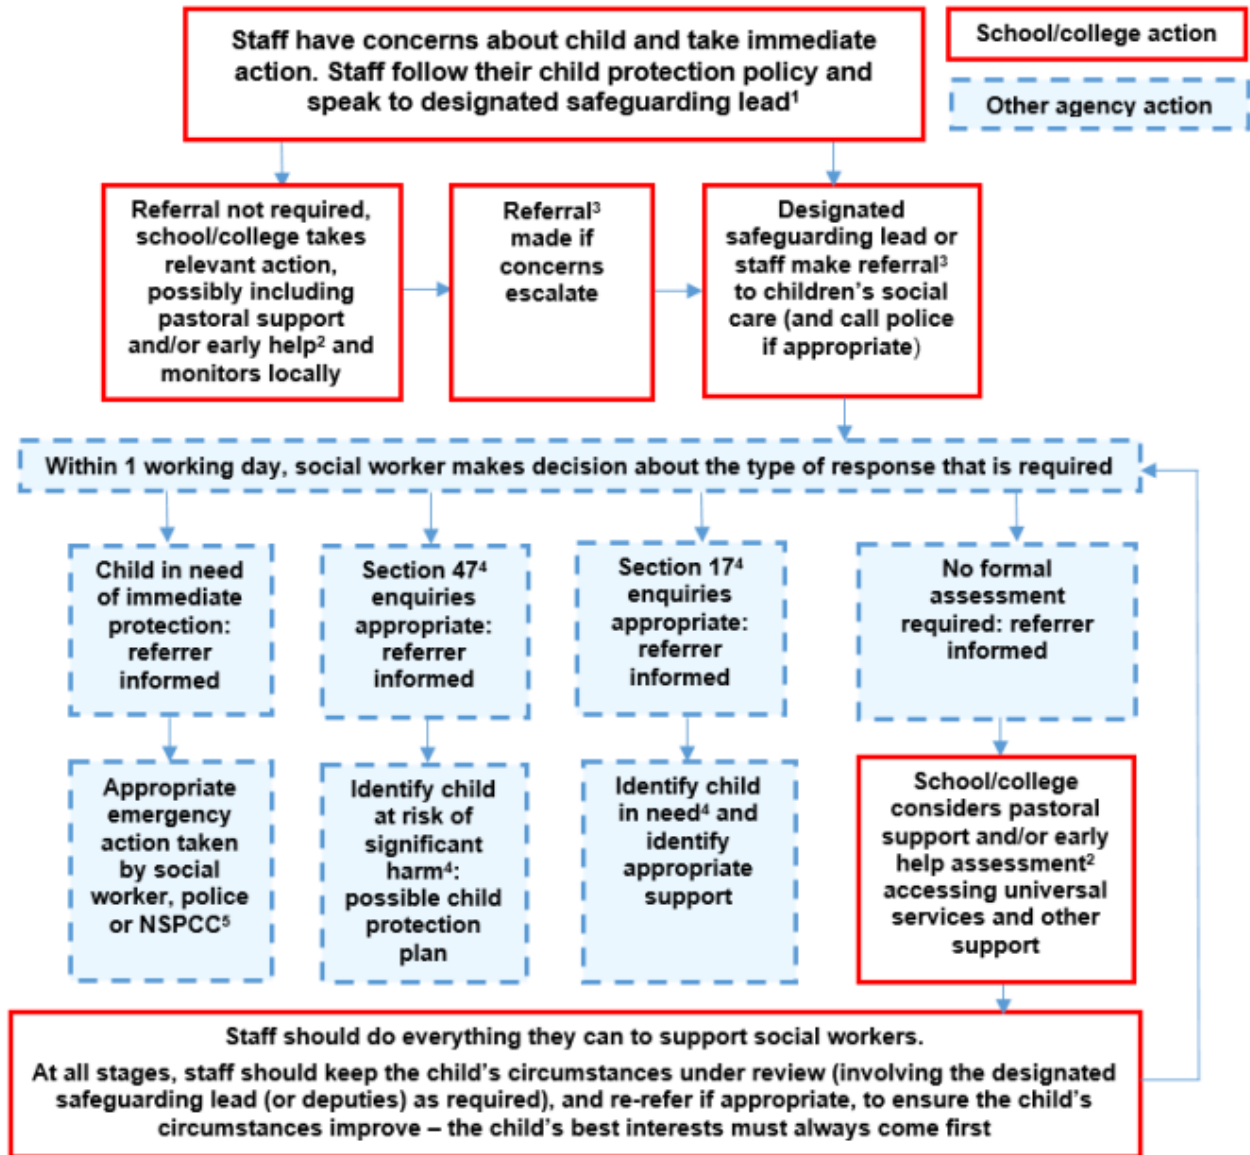 Staff have concerns about child and take immediate
action. Staff follow their child protection policy and
speak to designated safeguarding lead¹
School/college action
Other agency action
Referral not required,
school/college takes
relevant action,
possibly including
pastoral support
and/or early help² and
monitors locally
Referral³
made if
concerns
escalate
Designated
safeguarding lead or
staff make referral³
to children's social
care (and call police
if appropriate)
Within 1 working day, social worker makes decision about the type of response that is required
Child in need
of immediate
protection:
referrer
informed
Section 47⁴
enquiries
appropriate:
referrer
informed
Section 17⁴
enquiries
appropriate:
referrer
informed
No formal
assessment
required: referrer
informed
Appropriate
emergency
action taken
by social
worker, police
or NSPCC⁵
Identify child
at risk of
significant
harm⁴:
possible child
protection
plan
Identify child
in need⁴ and
identify
appropriate
support
School/college
considers pastoral
support and/or early
help assessment²
accessing universal
services and other
support
Staff should do everything they can to support social workers.
At all stages, staff should keep the child's circumstances under review (involving the designated
safeguarding lead (or deputies) as required), and re-refer if appropriate, to ensure the child's
circumstances improve – the child's best interests must always come first